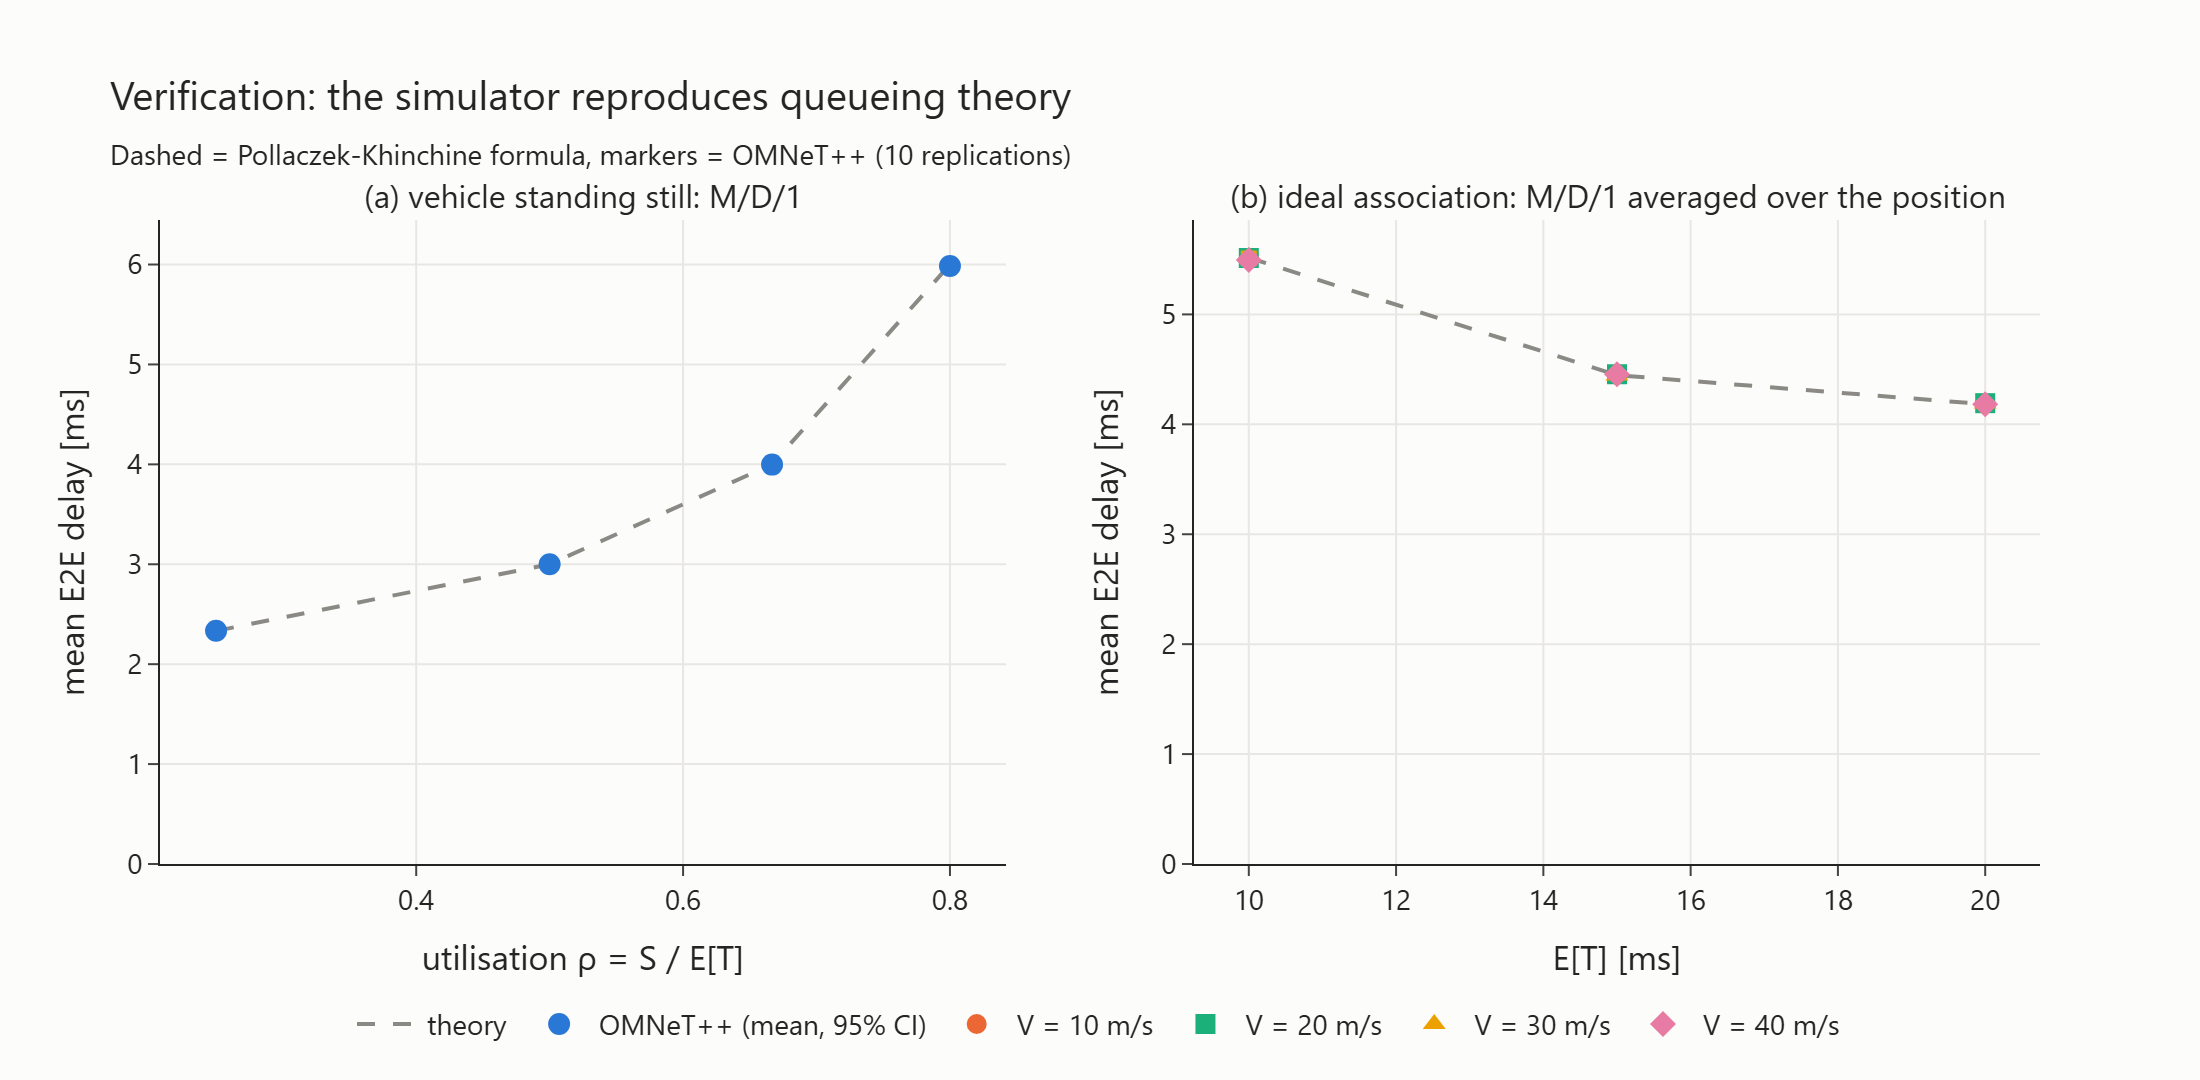 Verification: the simulator reproduces queueing theory
Dashed = Pollaczek-Khinchine formula, markers = OMNeT++ (10 replications)
(a) vehicle standing still: M/D/1
6
5
4
3
2
1
0
mean E2E delay [ms]
0.4 0.6 0.8
utilisation ρ = S / E[T]
(b) ideal association: M/D/1 averaged over the position
5
4
3
2
1
0
mean E2E delay [ms]
10 12 14 16 18 20
E[T] [ms]
theory OMNeT++ (mean, 95% CI) V = 10 m/s V = 20 m/s V = 30 m/s V = 40 m/s